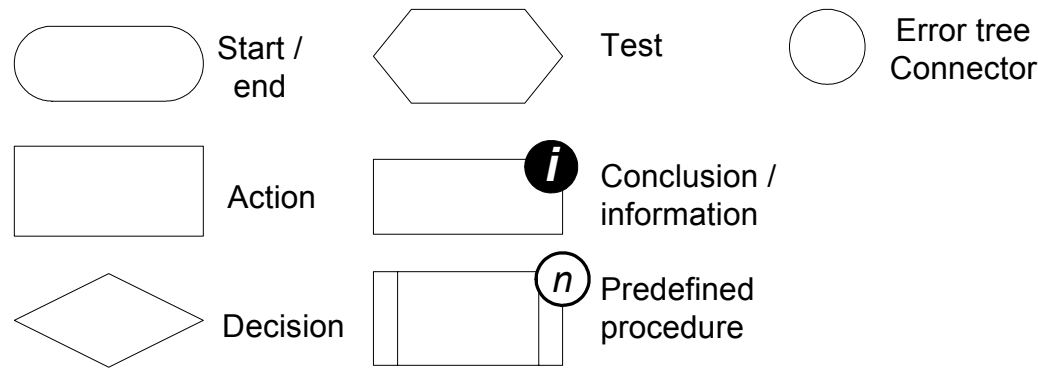 Start /
end
Test
Error tree
Connector
Action
i
Conclusion /
information
Decision
n
Predefined
procedure